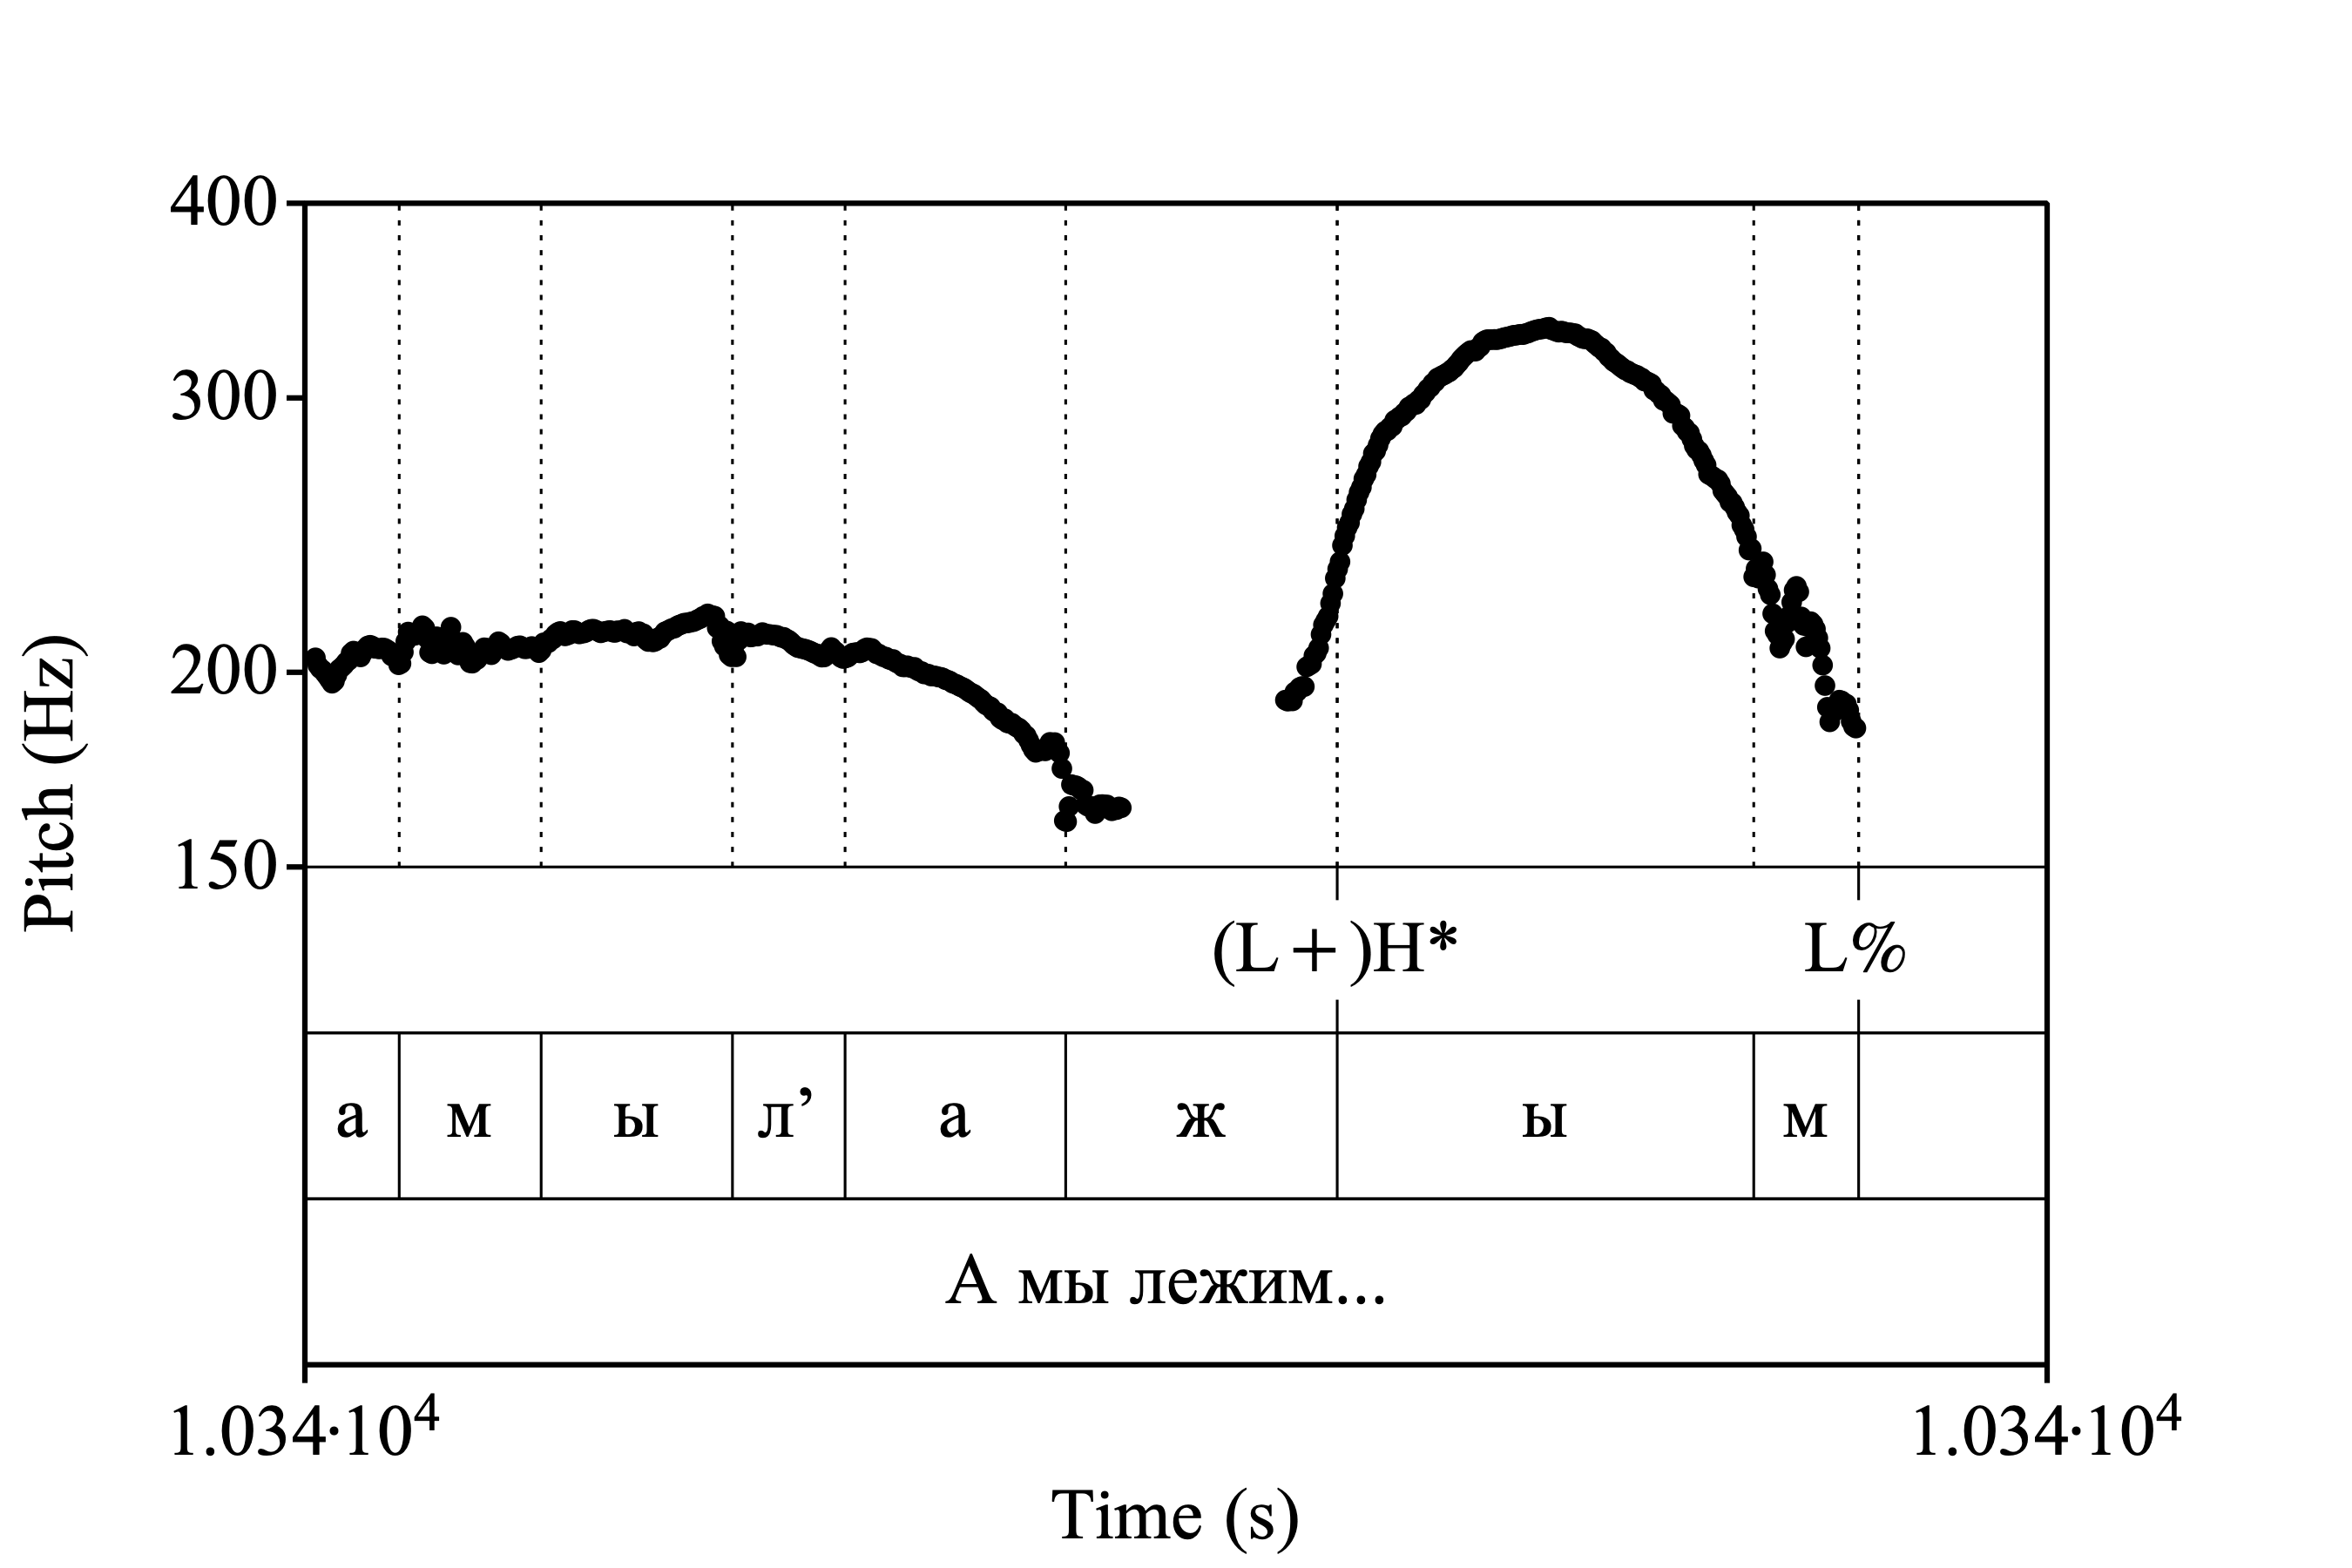 400
300
200
150
Pitch (Hz)
(L+)H* L%
а м ы л’ а ж ы м
А мы лежим...
1.034·10⁴ 1.034·10⁴
Time (s)